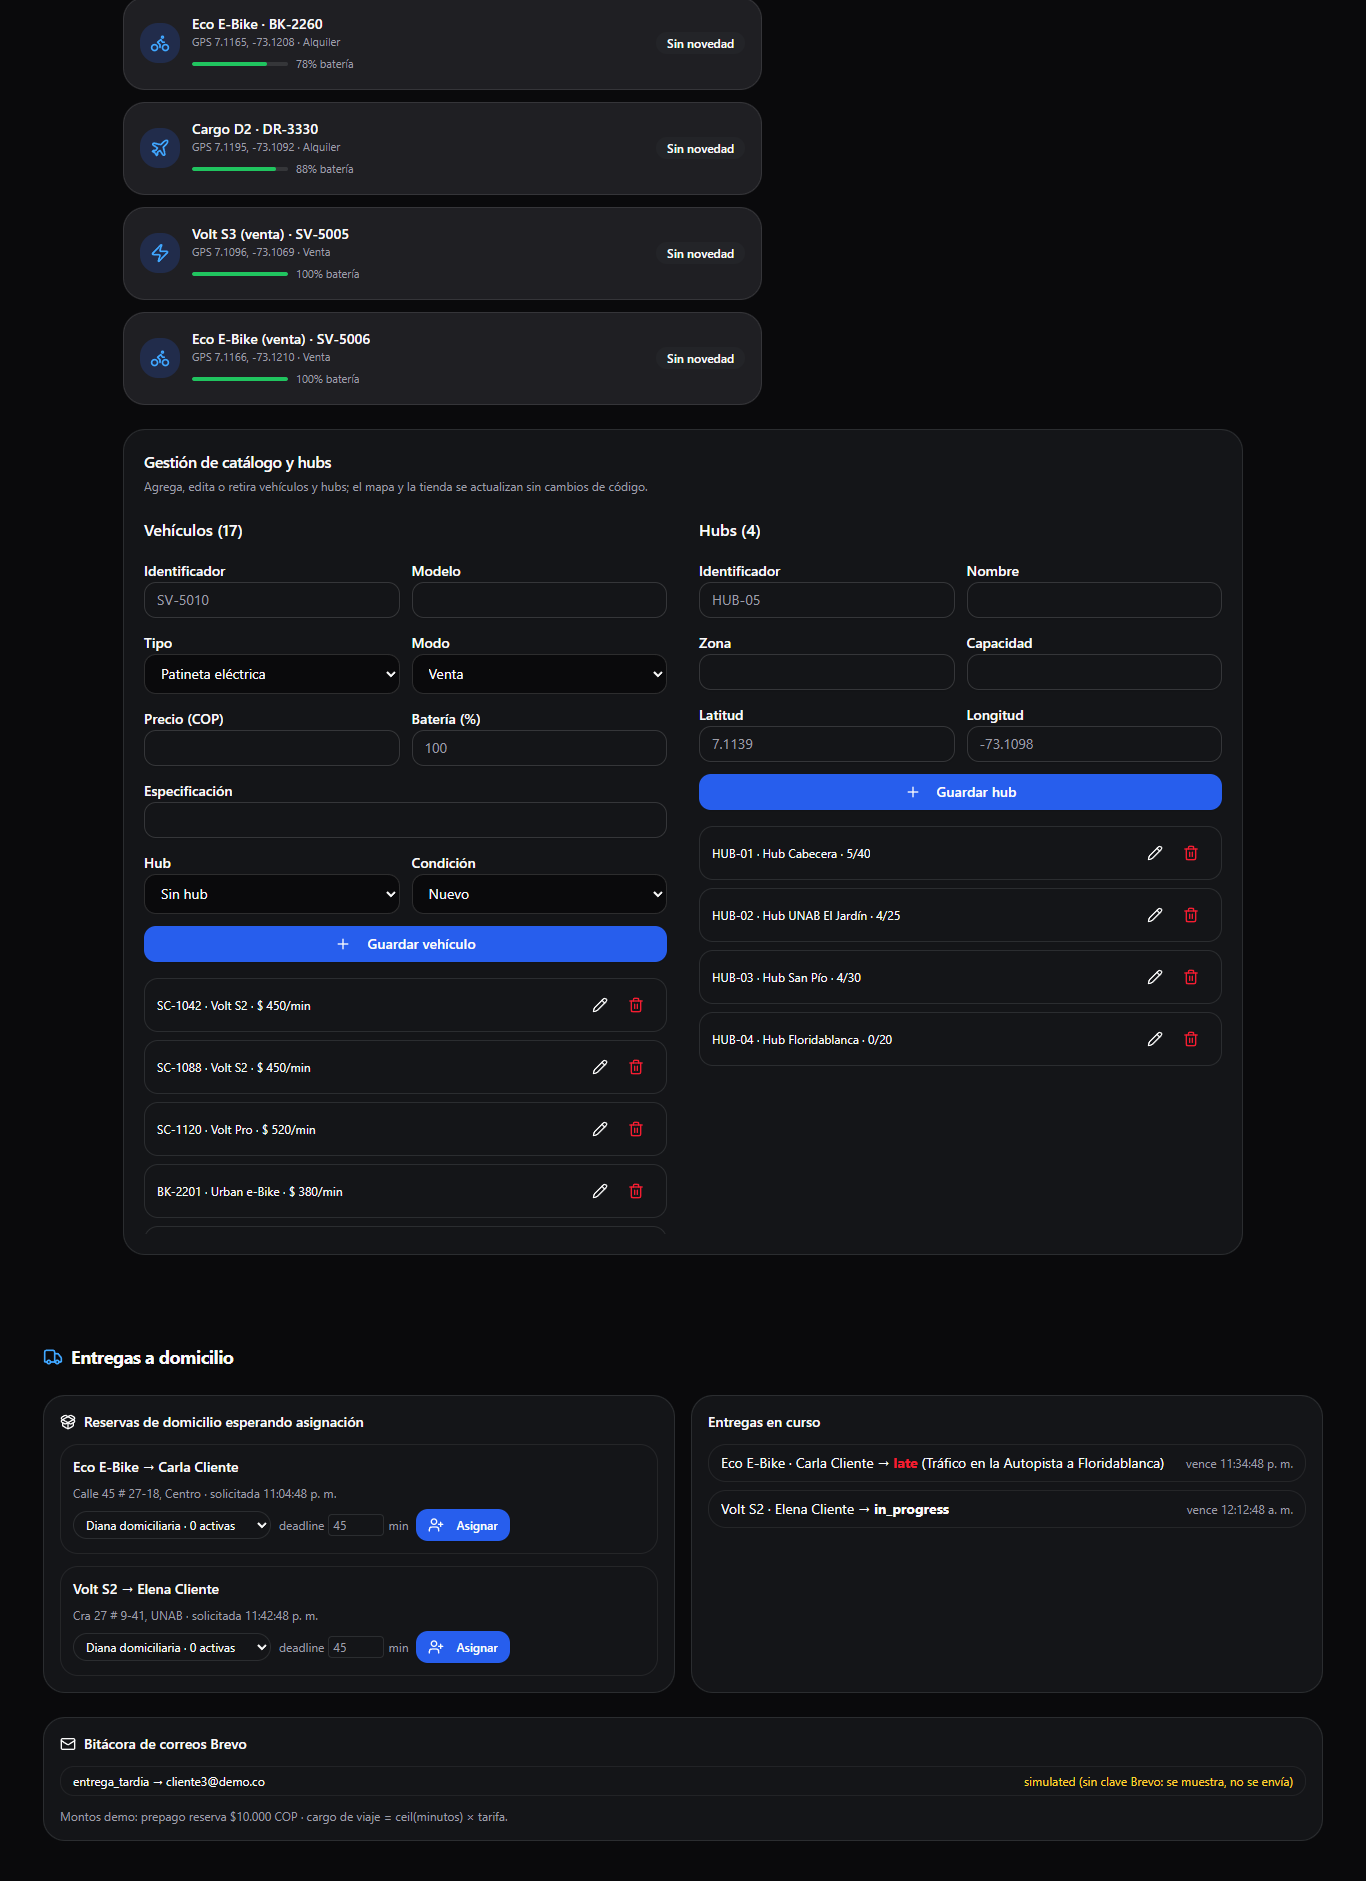 Eco E-Bike · BK-2260
GPS 7.1165, -73.1208 · Alquiler
78% batería
Sin novedad
Cargo D2 · DR-3330
GPS 7.1195, -73.1092 · Alquiler
88% batería
Sin novedad
Volt S3 (venta) · SV-5005
GPS 7.1096, -73.1069 · Venta
100% batería
Sin novedad
Eco E-Bike (venta) · SV-5006
GPS 7.1166, -73.1210 · Venta
100% batería
Sin novedad
Gestión de catálogo y hubs
Agrega, edita o retira vehículos y hubs; el mapa y la tienda se actualizan sin cambios de código.
Vehículos (17)
Identificador
Modelo
SV-5010
Tipo
Modo
Patineta eléctrica
Venta
Precio (COP)
Batería (%)
100
Especificación
Hub
Condición
Sin hub
Nuevo
Guardar vehículo
SC-1042 · Volt S2 · $ 450/min
SC-1088 · Volt S2 · $ 450/min
SC-1120 · Volt Pro · $ 520/min
BK-2201 · Urban e-Bike · $ 380/min
Hubs (4)
Identificador
Nombre
HUB-05
Zona
Capacidad
Latitud
Longitud
7.1139
-73.1098
Guardar hub
HUB-01 · Hub Cabecera · 5/40
HUB-02 · Hub UNAB El Jardín · 4/25
HUB-03 · Hub San Pío · 4/30
HUB-04 · Hub Floridablanca · 0/20
Entregas a domicilio
Reservas de domicilio esperando asignación
Eco E-Bike → Carla Cliente
Calle 45 # 27-18, Centro · solicitada 11:04:48 p. m.
Diana domiciliaria · 0 activas
deadline 45 min
Asignar
Volt S2 → Elena Cliente
Cra 27 # 9-41, UNAB · solicitada 11:42:48 p. m.
Diana domiciliaria · 0 activas
deadline 45 min
Asignar
Entregas en curso
Eco E-Bike · Carla Cliente → late (Tráfico en la Autopista a Floridablanca)
vence 11:34:48 p. m.
Volt S2 · Elena Cliente → in_progress
vence 12:12:48 a. m.
Bitácora de correos Brevo
entrega_tardia → cliente3@demo.co
simulated (sin clave Brevo: se muestra, no se envía)
Montos demo: prepago reserva $10.000 COP · cargo de viaje = ceil(minutos) × tarifa.